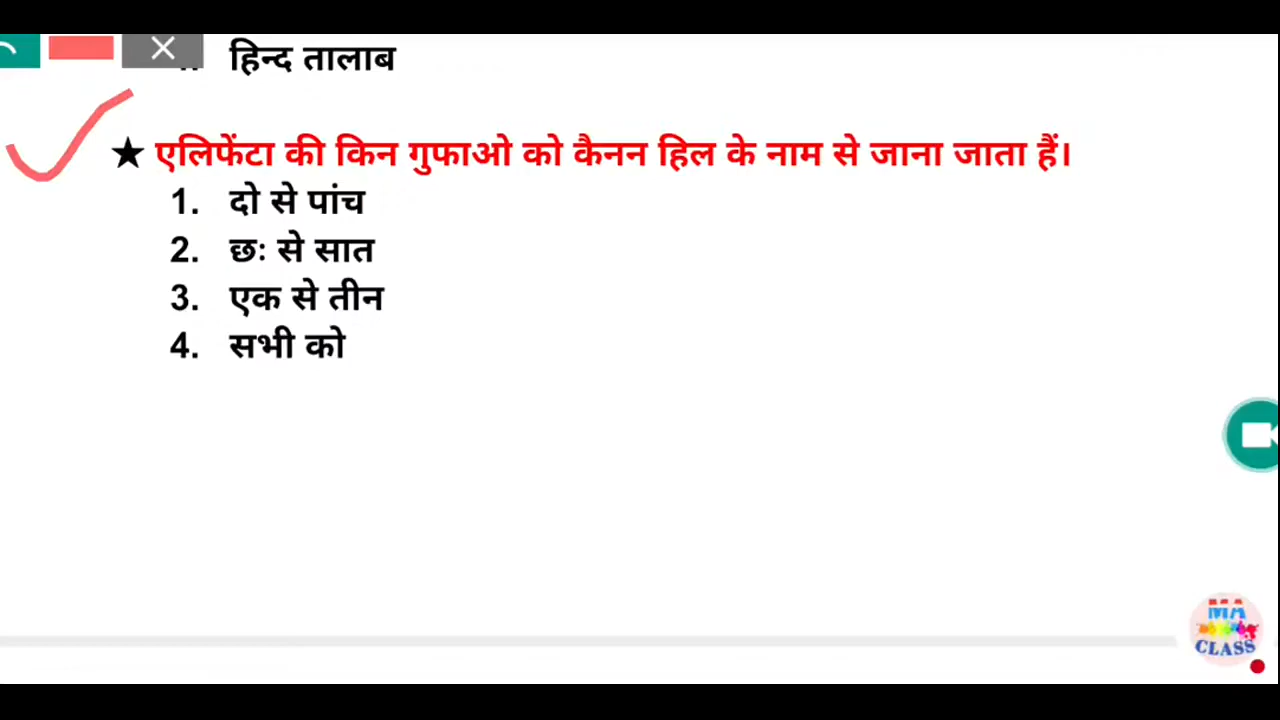 हिन्द तालाब
★ एलिफेंटा की किन गुफाओ को कैनन हिल के नाम से जाना जाता हैं।
1. दो से पांच
2. छः से सात
3. एक से तीन
4. सभी को
MA
CLASS